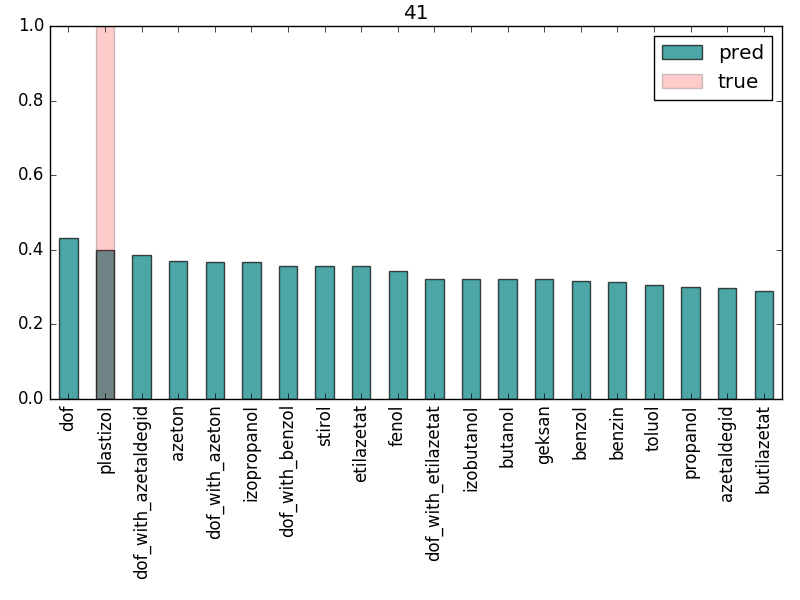 41
1.0
0.8
0.6
0.4
0.2
0.0
pred
true
dof
plastizol
dof_with_azetaldegid
azeton
dof_with_azeton
izopropanol
dof_with_benzol
stirol
etilazetat
fenol
dof_with_etilazetat
izobutanol
butanol
geksan
benzol
benzin
toluol
propanol
azetaldegid
butilazetat